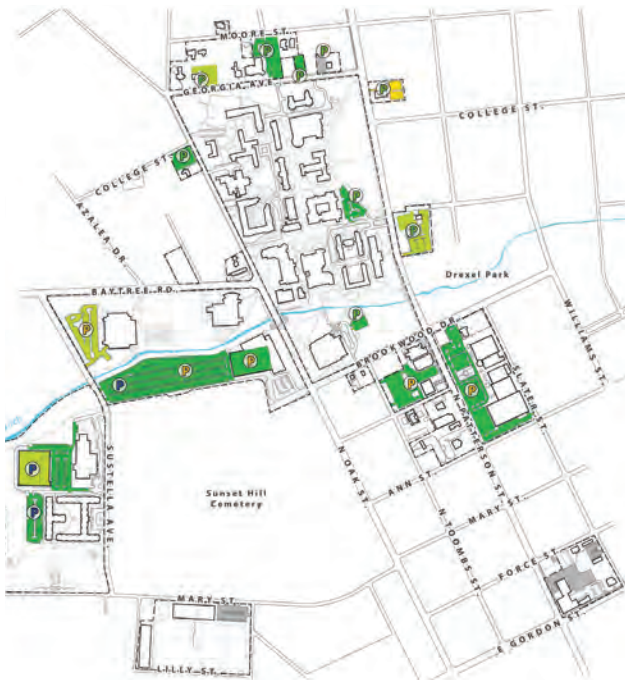 MOORE ST.
P
P
P
P
GEORGIA AVE.
P
COLLEGE ST.
P
COLLEGE ST.
AZALEA DR.
P
P
Drexel Park
BAYTREE RD.
P
P
BROOKWOOD DR.
WILLIAMS ST.
P
P
P
P
P
SLATER ST.
N PATTERSON ST.
P
P
SUSTELLA AVE.
N OAK ST.
ANN ST.
Sunset Hill
Cemetery
MARY ST.
N TOOMBS ST.
FORCE ST.
MARY ST.
E GORDON ST.
LILLY ST.